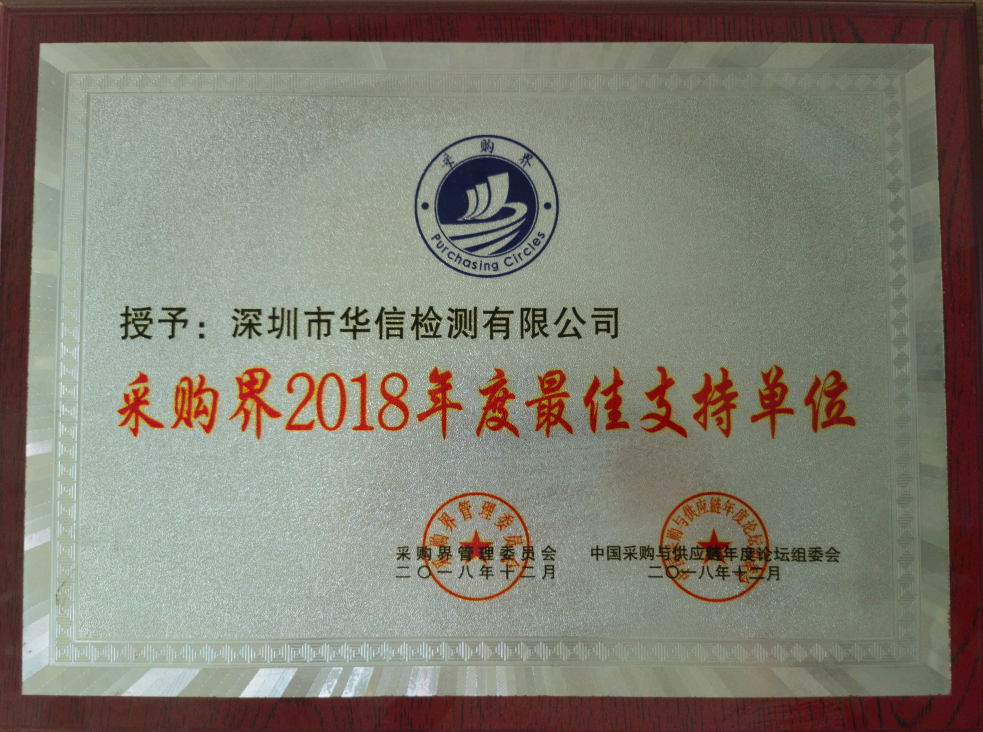 采购界
Purchasing Circles
授予：深圳市华信检测有限公司
采购界2018年度最佳支持单位
采购界管理委员会
二〇一八年十二月
中国采购与供应链年度论坛组委会
二〇一八年十二月